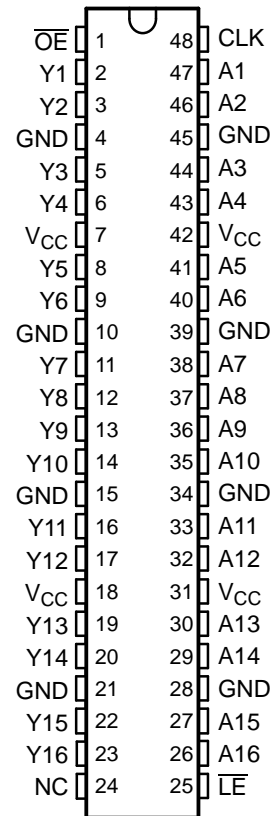 O̅E̅ 1 48 CLK
Y1 2 47 A1
Y2 3 46 A2
GND 4 45 GND
Y3 5 44 A3
Y4 6 43 A4
VCC 7 42 VCC
Y5 8 41 A5
Y6 9 40 A6
GND 10 39 GND
Y7 11 38 A7
Y8 12 37 A8
Y9 13 36 A9
Y10 14 35 A10
GND 15 34 GND
Y11 16 33 A11
Y12 17 32 A12
VCC 18 31 VCC
Y13 19 30 A13
Y14 20 29 A14
GND 21 28 GND
Y15 22 27 A15
Y16 23 26 A16
NC 24 25 L̅E̅